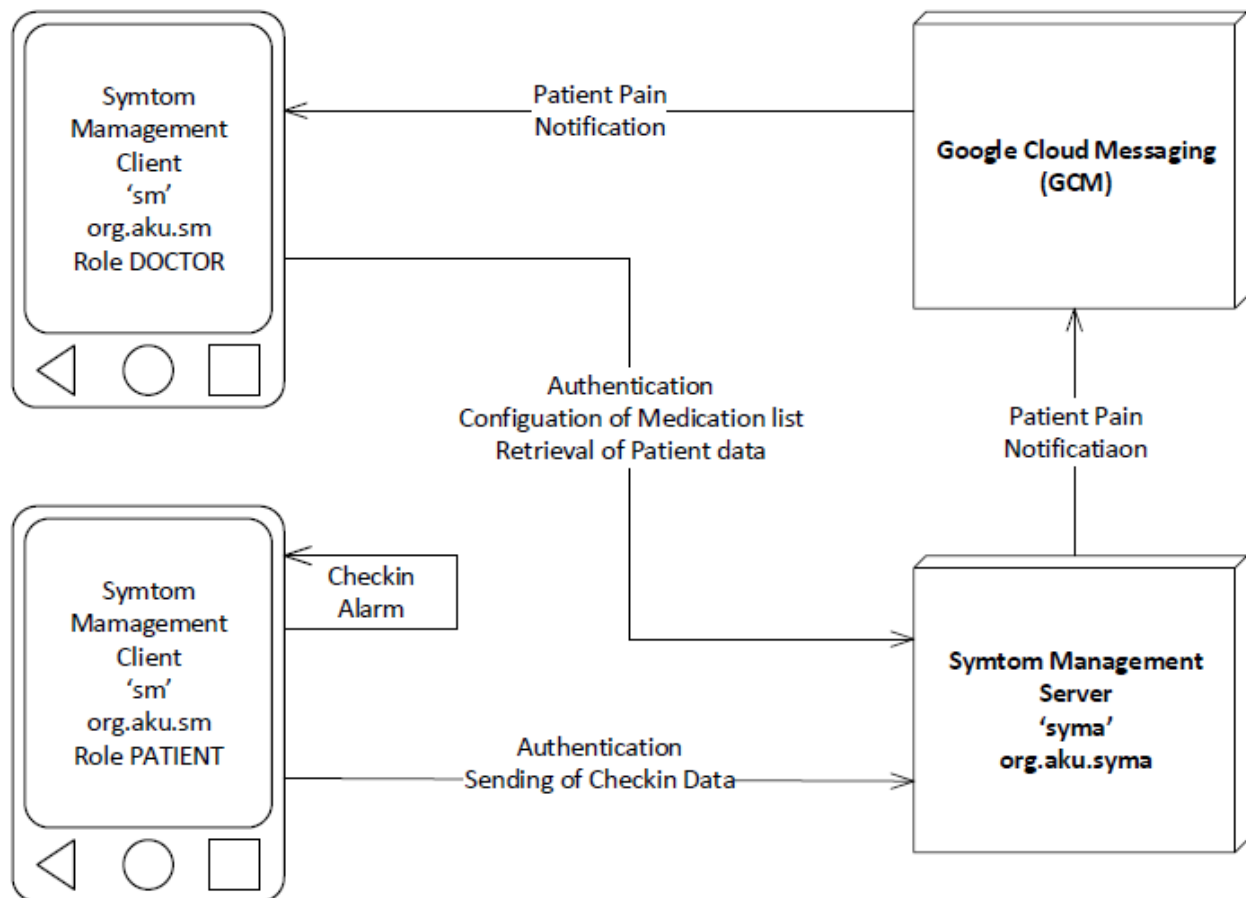 Symtom
Mamagement
Client
‘sm’
org.aku.sm
Role DOCTOR
Patient Pain
Notification
Google Cloud Messaging
(GCM)
Authentication
Configuation of Medication list
Retrieval of Patient data
Patient Pain
Notificatiaon
Symtom
Mamagement
Client
‘sm’
org.aku.sm
Role PATIENT
Checkin
Alarm
Authentication
Sending of Checkin Data
Symtom Management
Server
‘syma’
org.aku.syma